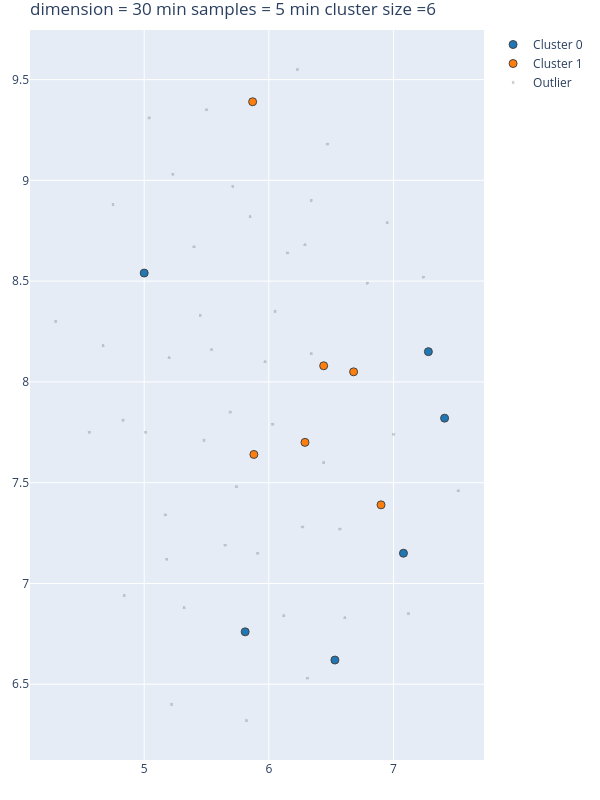 dimension = 30 min samples = 5 min cluster size =6
Cluster 0
Cluster 1
Outlier
9.5
9
8.5
8
7.5
7
6.5
5
6
7